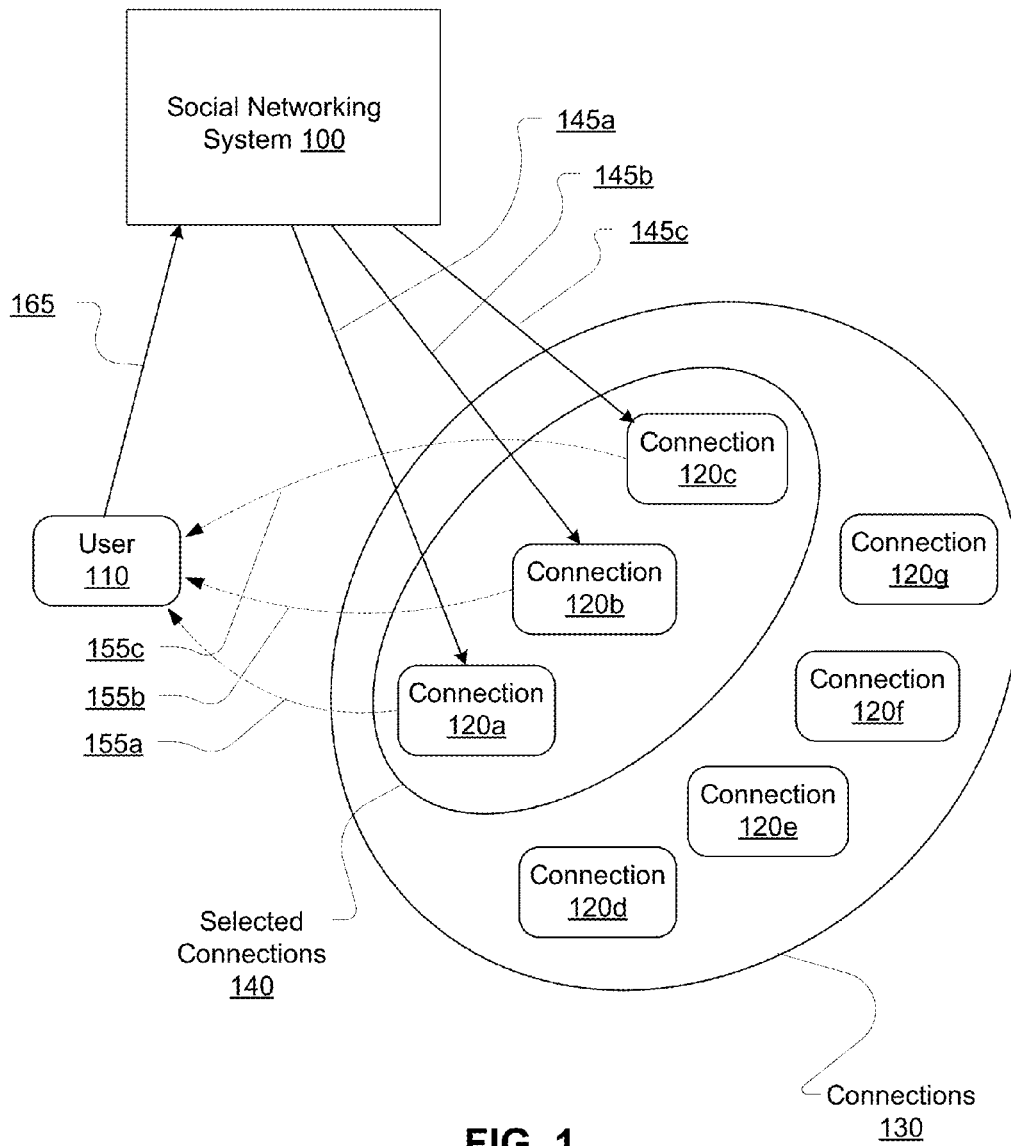 Social Networking
System 100
145a
145b
145c
165
Connection
120c
User
110
Connection
120b
Connection
120g
155c
155b
155a
Connection
120a
Connection
120f
Connection
120e
Connection
120d
Selected
Connections
140
Connections
130
FIG. 1